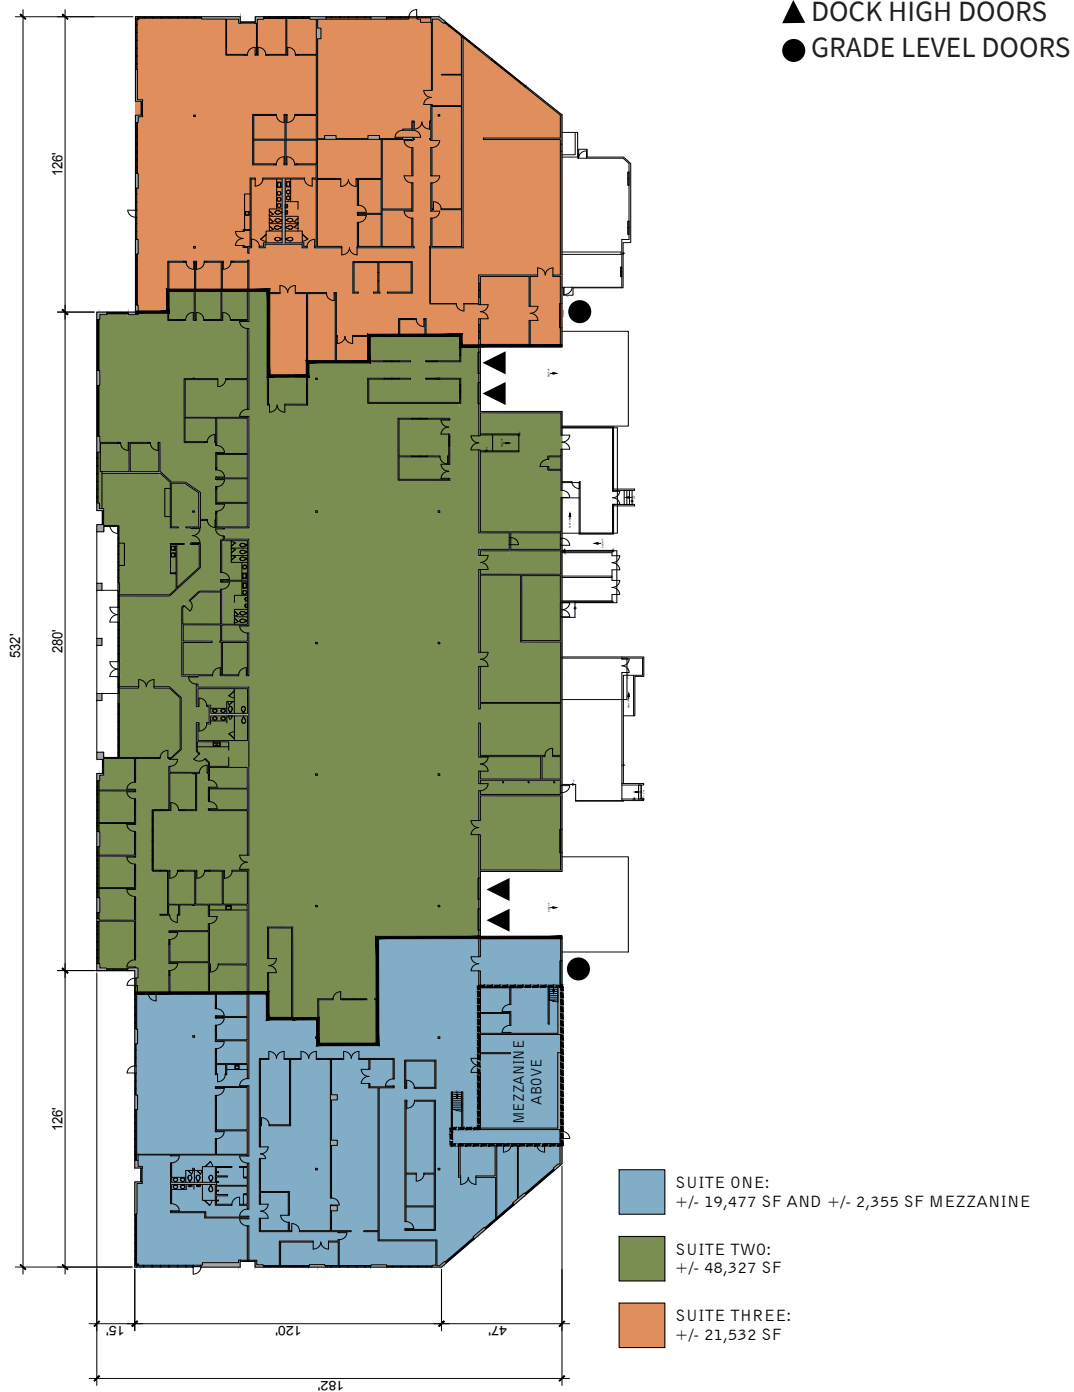 DOCK HIGH DOORS
GRADE LEVEL DOORS
126'
532'
280'
126'
MEZZANINE
ABOVE
SUITE ONE:
+/- 19,477 SF AND +/- 2,355 SF MEZZANINE
SUITE TWO:
+/- 48,327 SF
SUITE THREE:
+/- 21,532 SF
15'
120'
47'
182'